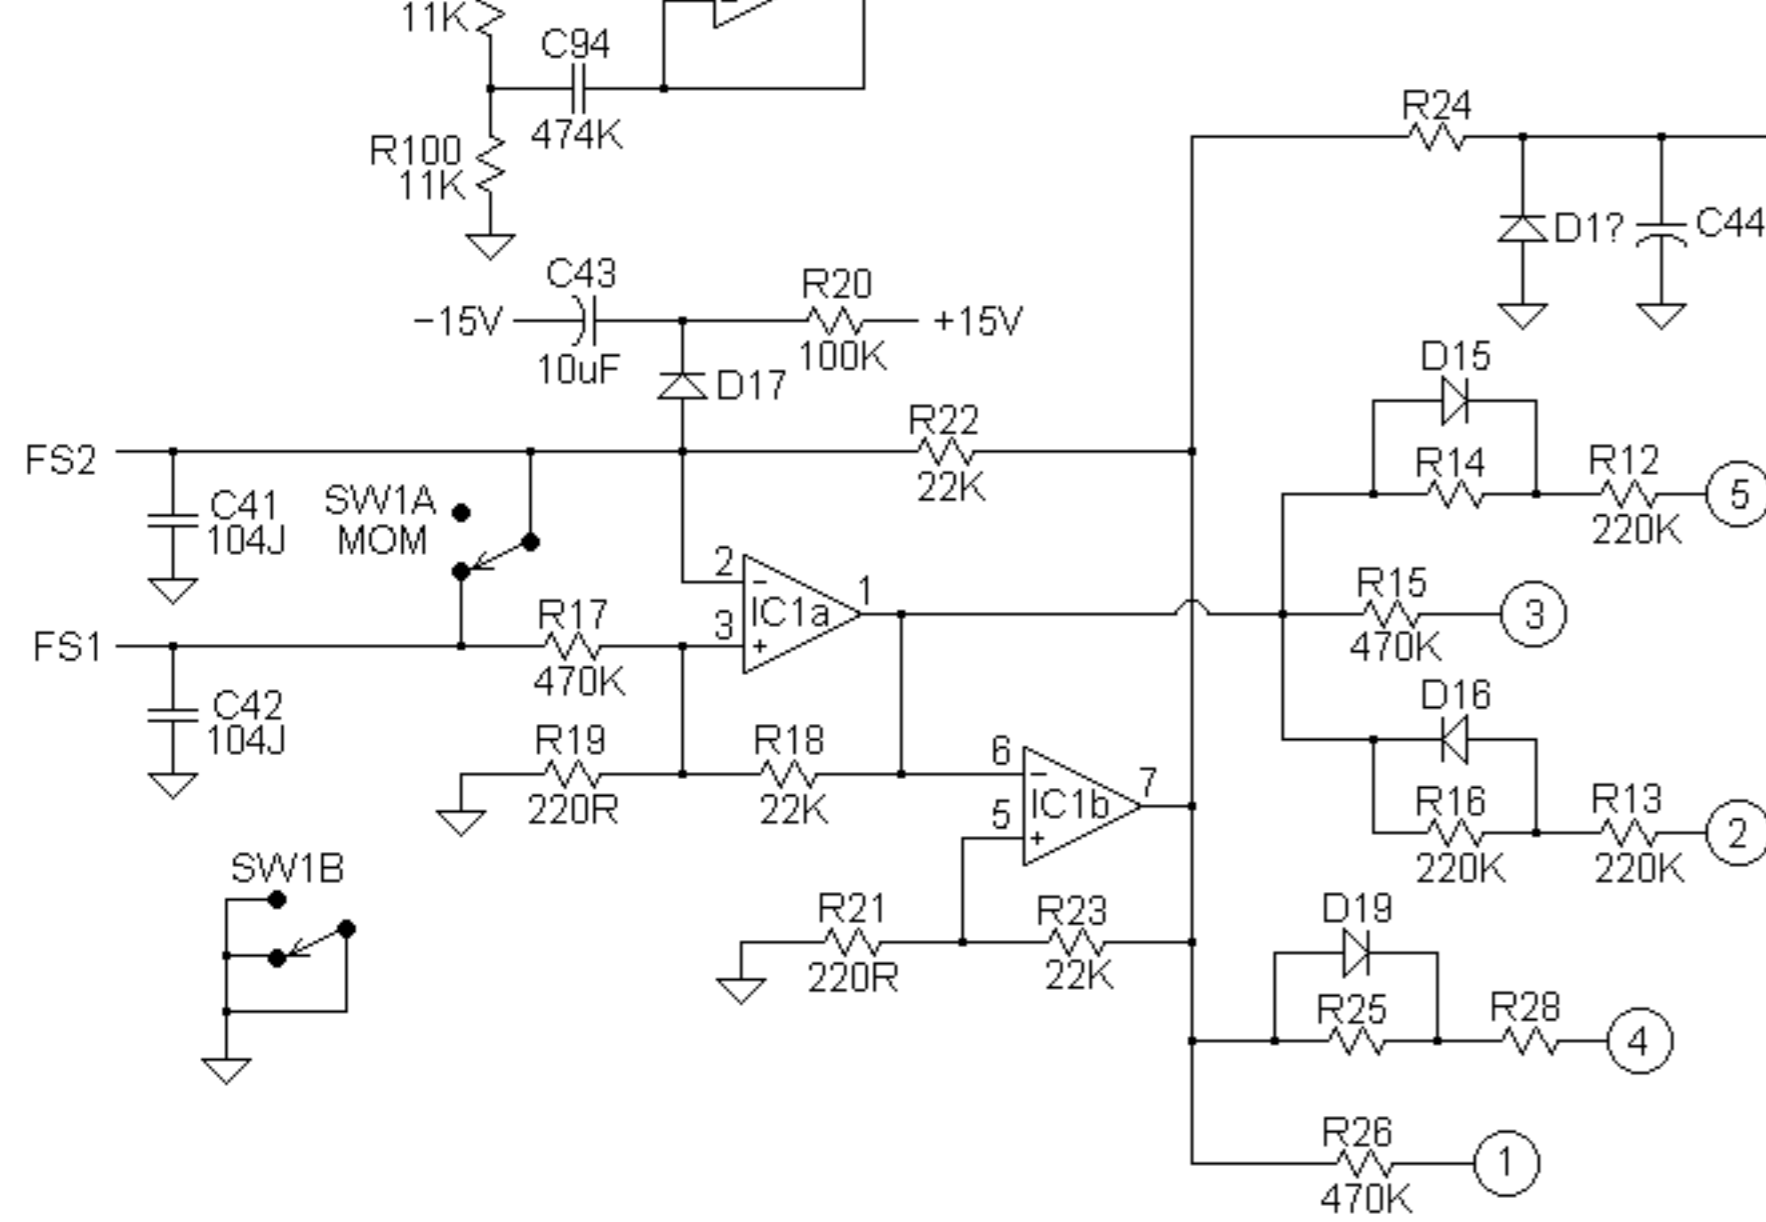 11K
C94
474K
R100
11K
R24
D1?
C44
C43
-15V
10uF
R20
+15V
100K
D17
D15
FS2
R22
22K
R14
R12
220K
5
C41
104J
SW1A
MOM
2
-
IC1a
1
3
+
R15
470K
3
FS1
R17
470K
C42
104J
D16
R19
220R
R18
22K
6
-
IC1b
7
5
+
R16
220K
R13
220K
2
SW1B
R21
220R
R23
22K
D19
R25
R28
4
R26
470K
1